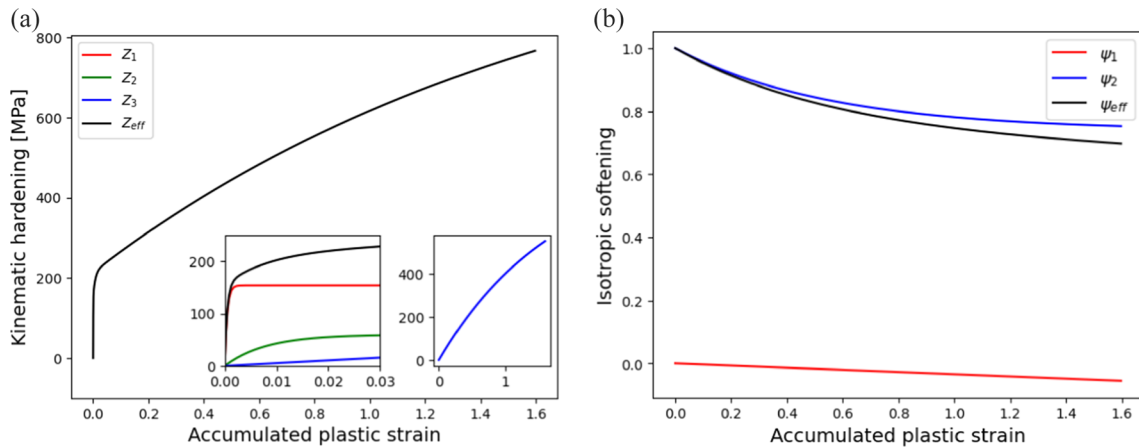 (a)
Kinematic hardening [MPa]
800
600
400
200
0
Z1
Z2
Z3
Zeff
200
100
0
0.00 0.01 0.02 0.03
400
200
0
0 1
0.0 0.2 0.4 0.6 0.8 1.0 1.2 1.4 1.6
Accumulated plastic strain
(b)
Isotropic softening
1.0
0.8
0.6
0.4
0.2
0.0
ψ1
ψ2
ψeff
0.0 0.2 0.4 0.6 0.8 1.0 1.2 1.4 1.6
Accumulated plastic strain